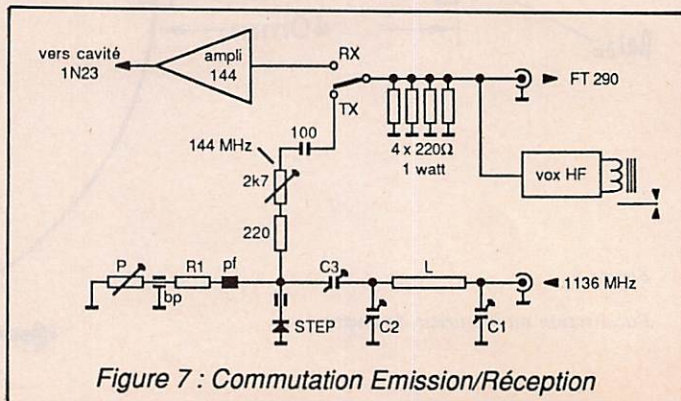 vers cavité
1N23
ampli
144
RX
TX
FT 290
100
144 MHz
4 x 220Ω
1 watt
vox HF
2k7
220
P
bp
R1
pf
C3
L
1136 MHz
STEP
C2
C1
Figure 7 : Commutation Emission/Réception